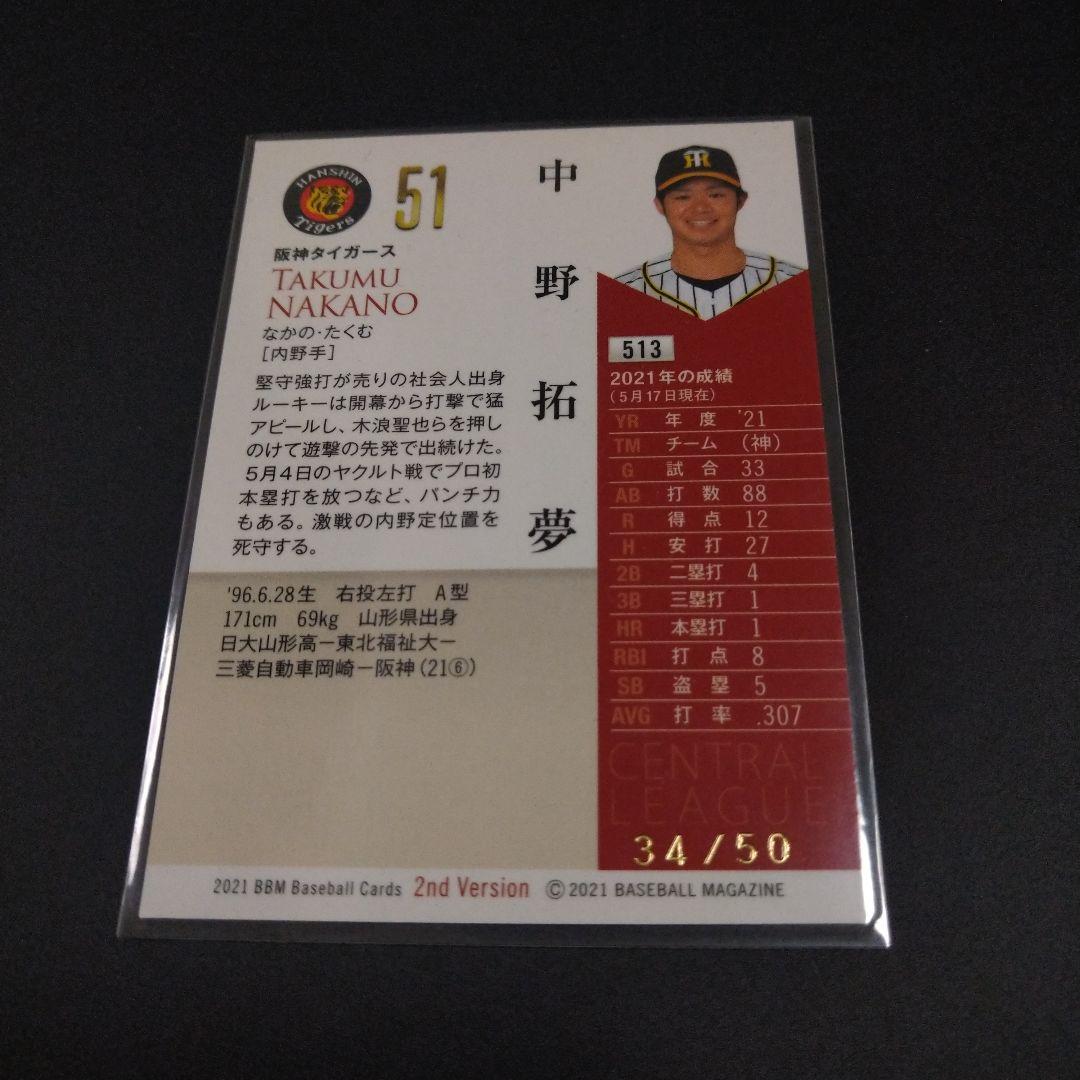 HANSHIN
Tigers
51
阪神タイガース
TAKUMU
NAKANO
なかの・たくむ
[内野手]
中野拓夢
堅守強打が売りの社会人出身
ルーキーは開幕から打撃で猛
アピールし、木浪聖也らを押し
のけて遊撃の先発で出続けた。
5月4日のヤクルト戦でプロ初
本塁打を放つなど、パンチ力
もある。激戦の内野定位置を
死守する。
'96.6.28生 右投左打 A型
171cm 69kg 山形県出身
日大山形高ー東北福祉大ー
三菱自動車岡崎ー阪神(21⑥)
513
2021年の成績
(5月17日現在)
YR 年度 '21
TM チーム (神)
G 試合 33
AB 打数 88
R 得点 12
H 安打 27
2B 二塁打 4
3B 三塁打 1
HR 本塁打 1
RBI 打点 8
SB 盗塁 5
AVG 打率 .307
CENTRAL
LEAGUE
34/50
2021 BBM Baseball Cards 2nd Version © 2021 BASEBALL MAGAZINE